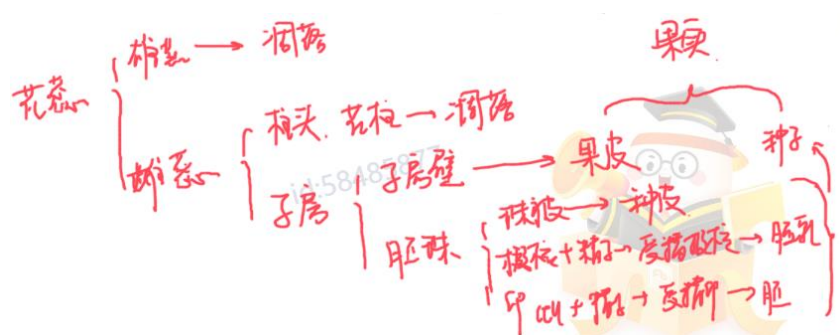 果实
花蕊 雄蕊 → 凋落
雌蕊 柱头、花柱 → 凋落
子房 子房壁 → 果皮 种子
胚珠 珠被 → 种皮
极核 + 精子 → 受精极核 → 胚乳
卵细胞 + 精子 → 受精卵 → 胚
id:58485877